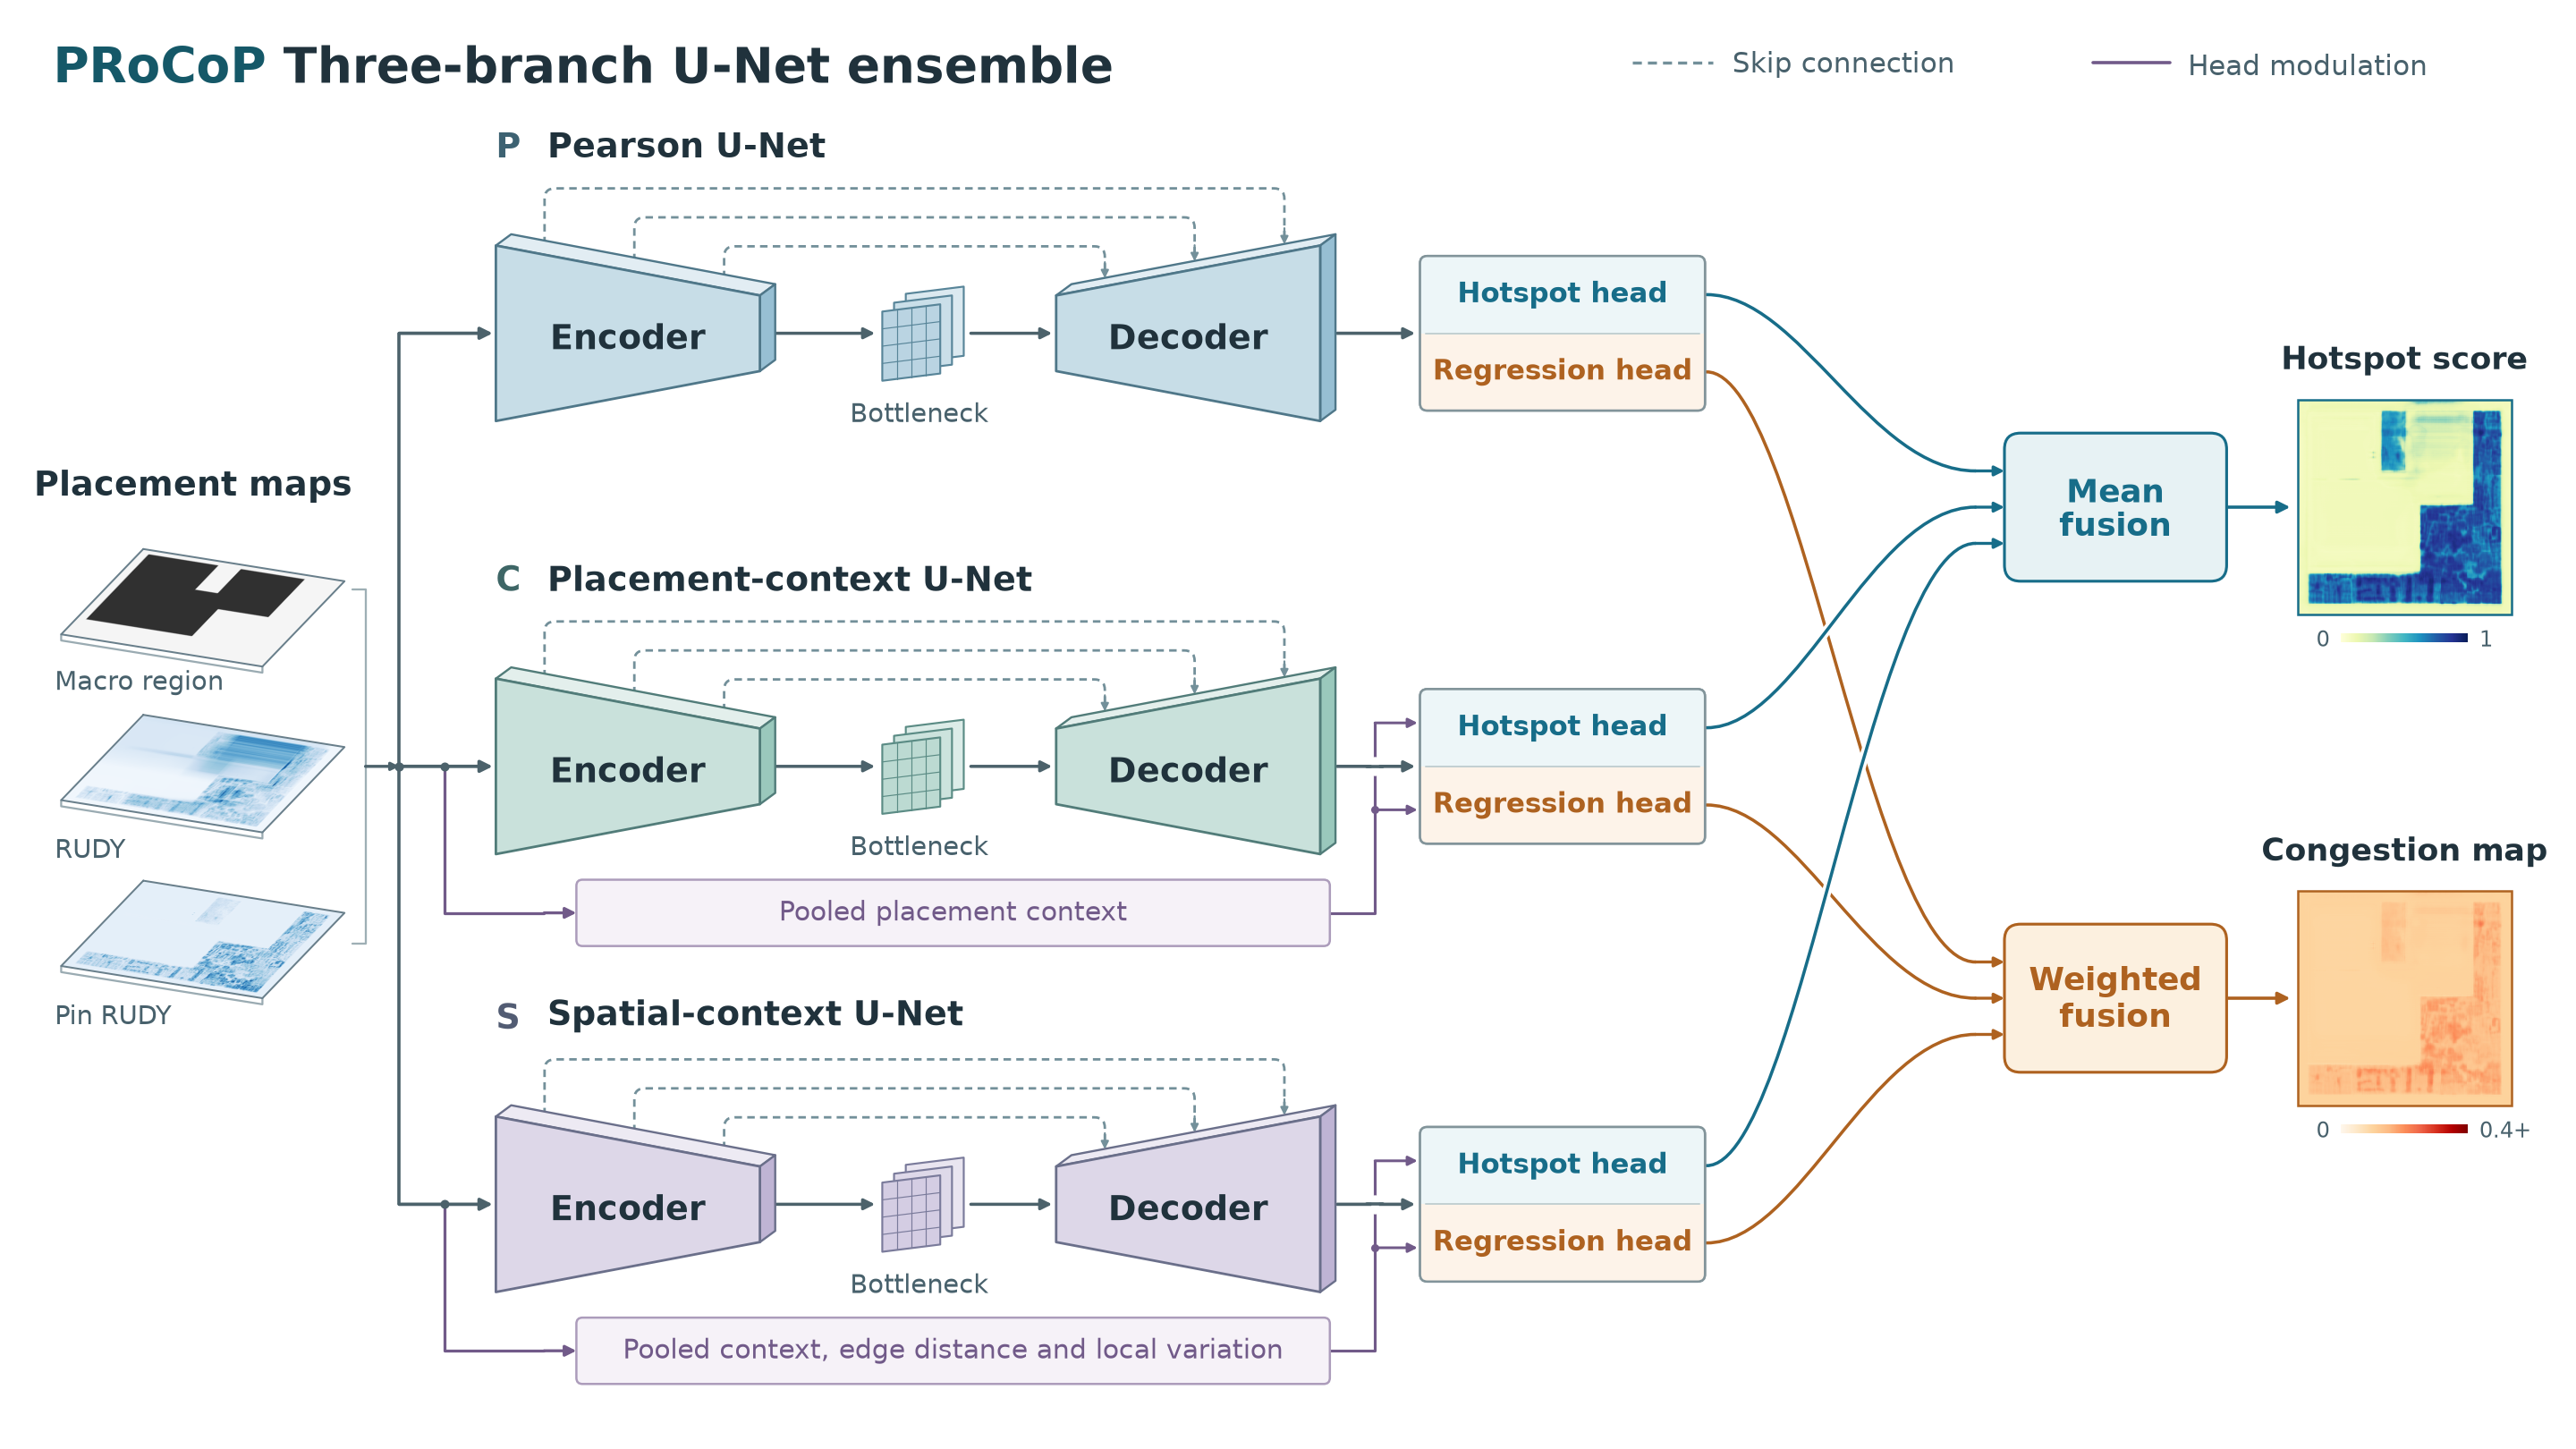 PRoCoP Three-branch U-Net ensemble
Skip connection
Head modulation
P Pearson U-Net
Encoder
Bottleneck
Decoder
Hotspot head
Regression head
Placement maps
Macro region
RUDY
Pin RUDY
C Placement-context U-Net
Encoder
Bottleneck
Decoder
Pooled placement context
Hotspot head
Regression head
S Spatial-context U-Net
Encoder
Bottleneck
Decoder
Pooled context, edge distance and local variation
Hotspot head
Regression head
Mean
fusion
Hotspot score
0 1
Weighted
fusion
Congestion map
0 0.4+